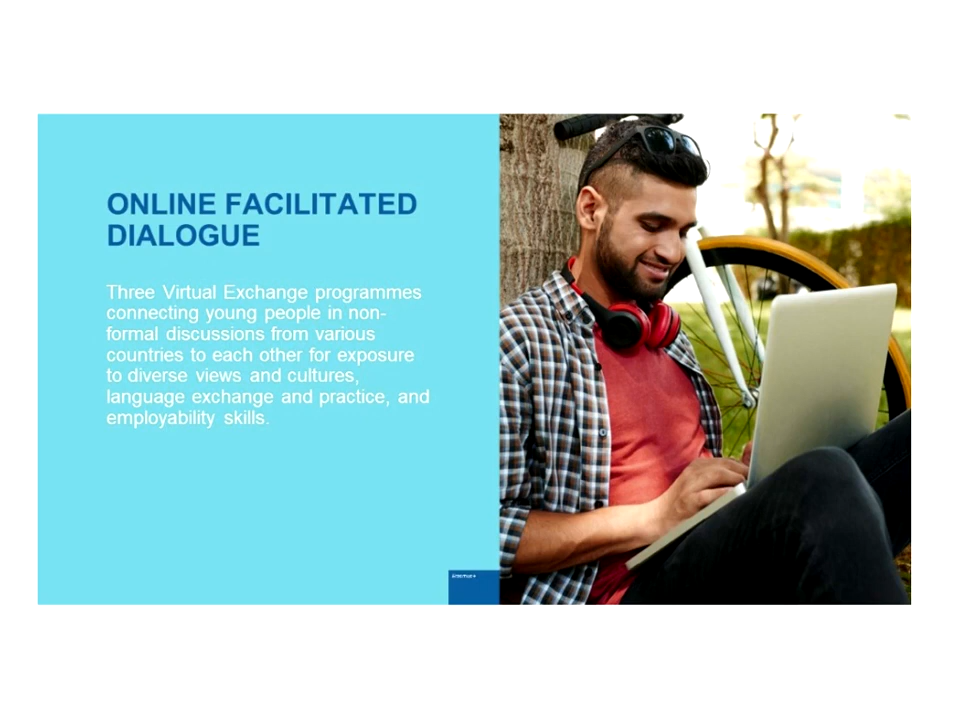 ONLINE FACILITATED
DIALOGUE
Three Virtual Exchange programmes
connecting young people in non-
formal discussions from various
countries to each other for exposure
to diverse views and cultures,
language exchange and practice, and
employability skills.
Erasmus+